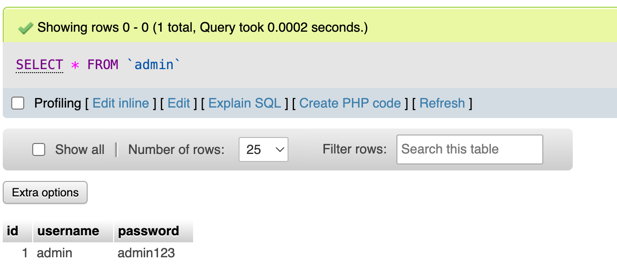 Showing rows 0 - 0 (1 total, Query took 0.0002 seconds.)
SELECT * FROM `admin`
Profiling [ Edit inline ] [ Edit ] [ Explain SQL ] [ Create PHP code ] [ Refresh ]
Show all | Number of rows: 25 Filter rows: Search this table
Extra options
id username password
1 admin admin123